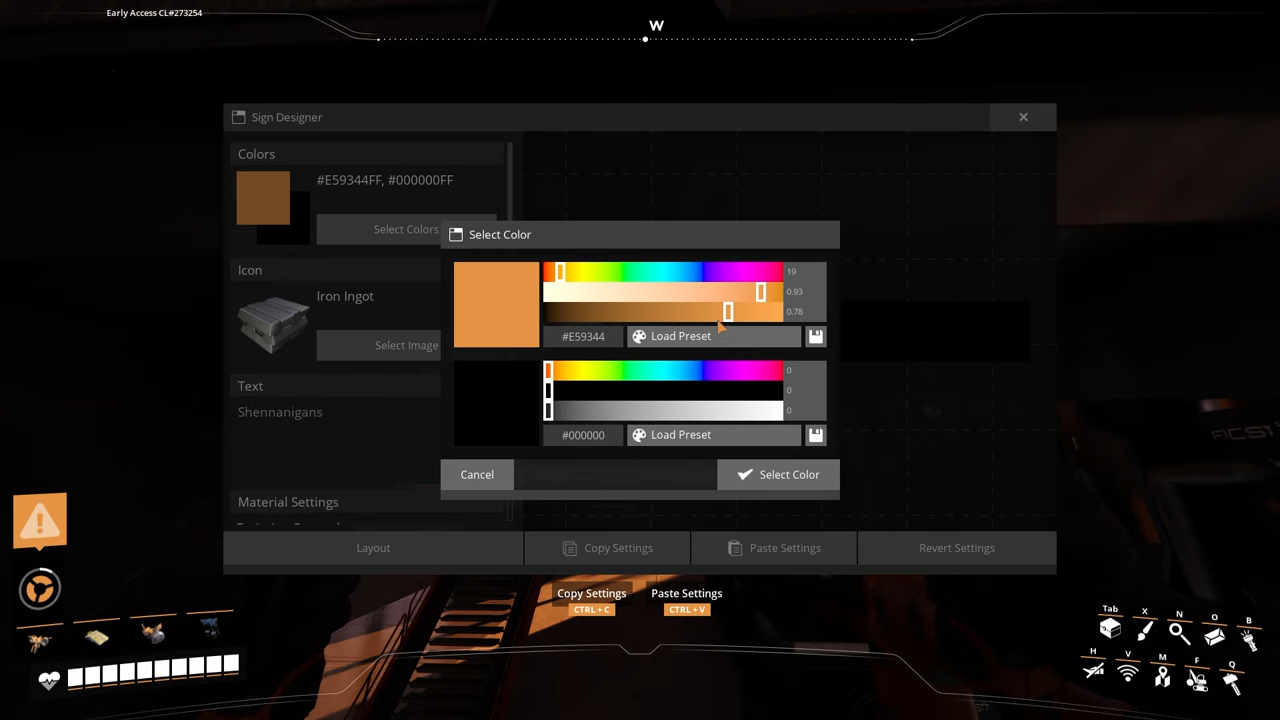 Early Access CL#273254
W
Sign Designer
Colors
#E59344FF, #000000FF
Select Colors
Select Color
Icon
Iron Ingot
Select Image
19
0.93
0.78
#E59344
Load Preset
Text
Shennanigans
0
0
0
#000000
Load Preset
Cancel
Select Color
Material Settings
Layout
Copy Settings
Paste Settings
Revert Settings
Copy Settings
CTRL + C
Paste Settings
CTRL + V
Tab
X
N
O
B
H
V
M
F
Q